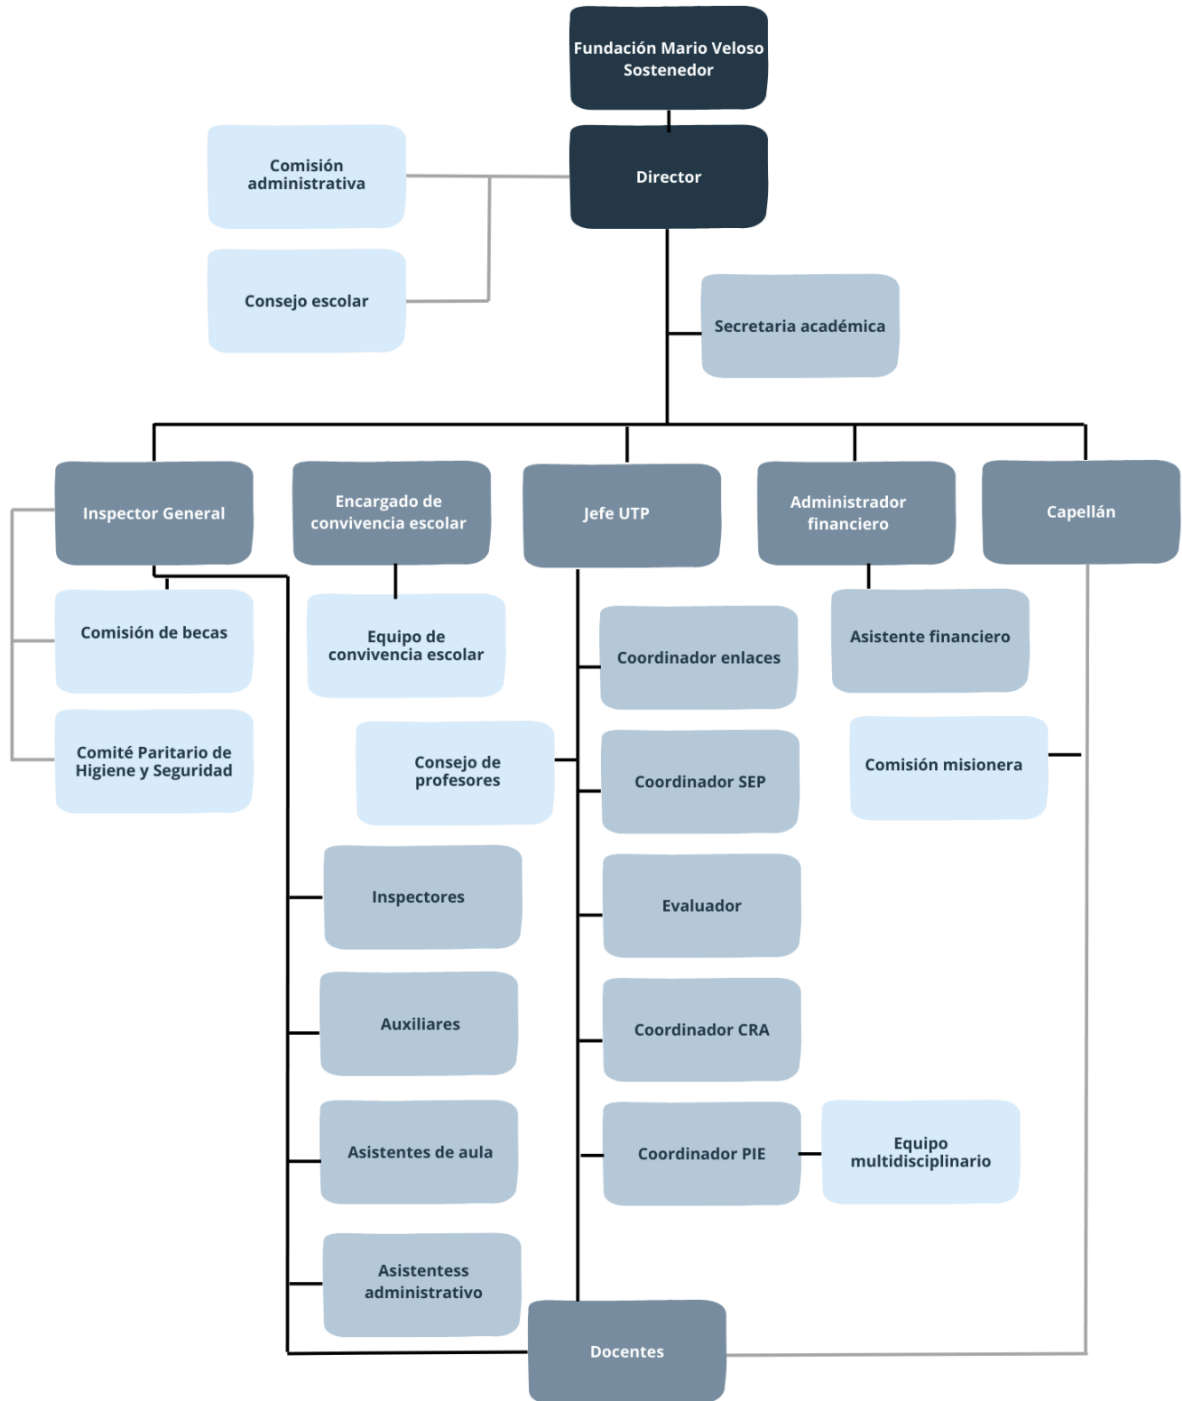 Fundación Mario Veloso
Sostenedor
Director
Comisión
administrativa
Consejo escolar
Secretaria académica
Inspector General
Encargado de
convivencia escolar
Jefe UTP
Administrador
financiero
Capellán
Comisión de becas
Equipo de
convivencia escolar
Coordinador enlaces
Asistente financiero
Comité Paritario de
Higiene y Seguridad
Consejo de
profesores
Coordinador SEP
Comisión misionera
Inspectores
Evaluador
Auxiliares
Coordinador CRA
Asistentes de aula
Coordinador PIE
Equipo
multidisciplinario
Asistentess
administrativo
Docentes